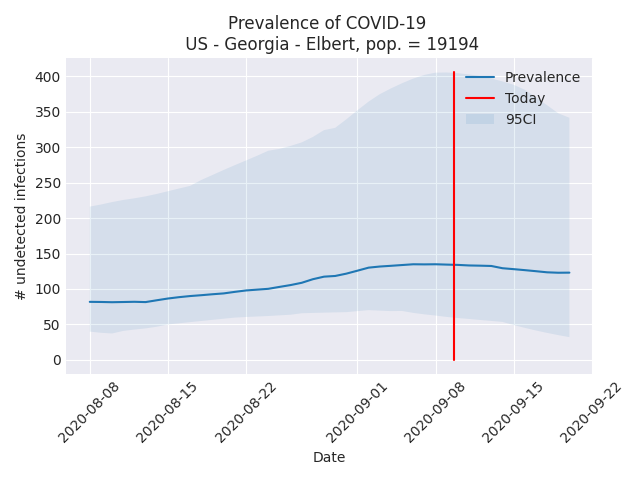 Prevalence of COVID-19
US - Georgia - Elbert, pop. = 19194
Prevalence
Today
95CI
# undetected infections
400
350
300
250
200
150
100
50
0
2020-08-08
2020-08-15
2020-08-22
2020-09-01
2020-09-08
2020-09-15
2020-09-22
Date